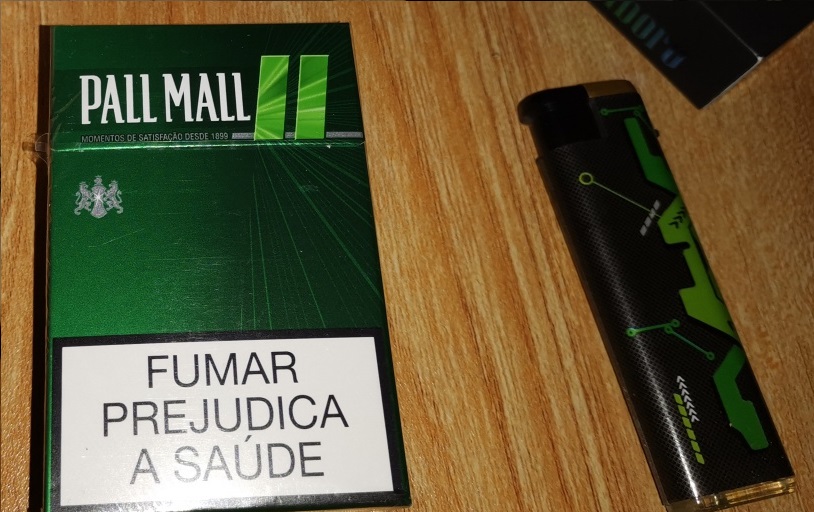 PALL MALL
MOMENTOS DE SATISFAÇÃO DESDE 1899
FUMAR
PREJUDICA
A SAÚDE